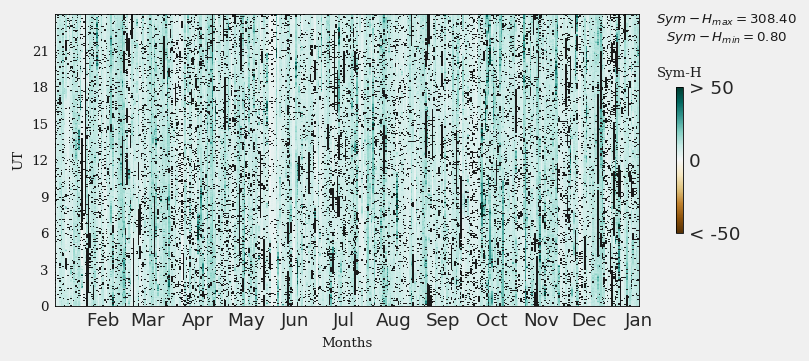 Sym−H_max = 308.40
Sym−H_min = 0.80
Sym-H
> 50
0
< -50
21
18
15
12
9
6
3
0
UT
Feb Mar Apr May Jun Jul Aug Sep Oct Nov Dec Jan
Months